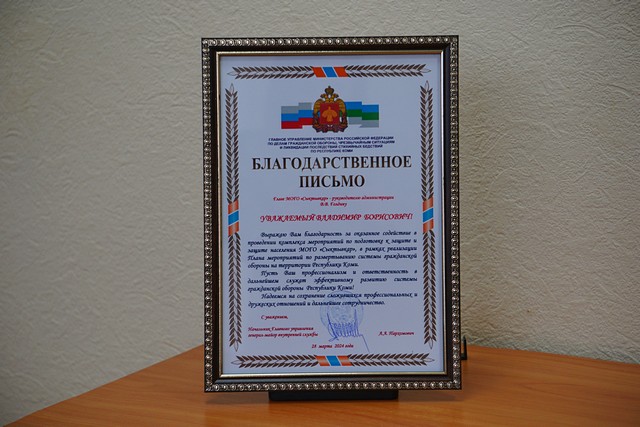 ГЛАВНОЕ УПРАВЛЕНИЕ МИНИСТЕРСТВА РОССИЙСКОЙ ФЕДЕРАЦИИ
ПО ДЕЛАМ ГРАЖДАНСКОЙ ОБОРОНЫ, ЧРЕЗВЫЧАЙНЫМ СИТУАЦИЯМ
И ЛИКВИДАЦИИ ПОСЛЕДСТВИЙ СТИХИЙНЫХ БЕДСТВИЙ
ПО РЕСПУБЛИКЕ КОМИ
БЛАГОДАРСТВЕННОЕ
ПИСЬМО
Главе МОГО «Сыктывкар» - руководителю администрации
В.Б. Голдину
УВАЖАЕМЫЙ ВЛАДИМИР БОРИСОВИЧ!
Выражаю Вам благодарность за оказанное содействие в
проведении комплекса мероприятий по подготовке к защите и
защите населения МОГО «Сыктывкар», в рамках реализации
Плана мероприятий по развертыванию системы гражданской
обороны на территории Республики Коми.
Пусть Ваш профессионализм и ответственность в
дальнейшем служат эффективному развитию системы
гражданской обороны Республики Коми!
Надеемся на сохранение сложившихся профессиональных и
дружеских отношений и дальнейшее сотрудничество.
С уважением,
Начальник Главного управления
генерал-майор внутренней службы
А.А. Пархоменко
28 марта 2024 года